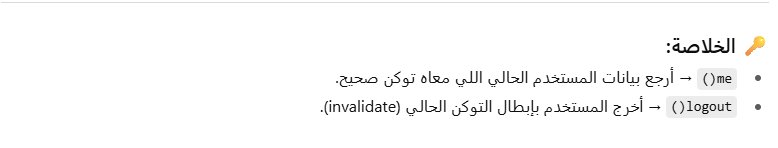 🔑 الخلاصة:
me() → أرجع بيانات المستخدم الحالي اللي معاه توكن صحيح.
logout() → أخرج المستخدم بإبطال التوكن الحالي (invalidate).